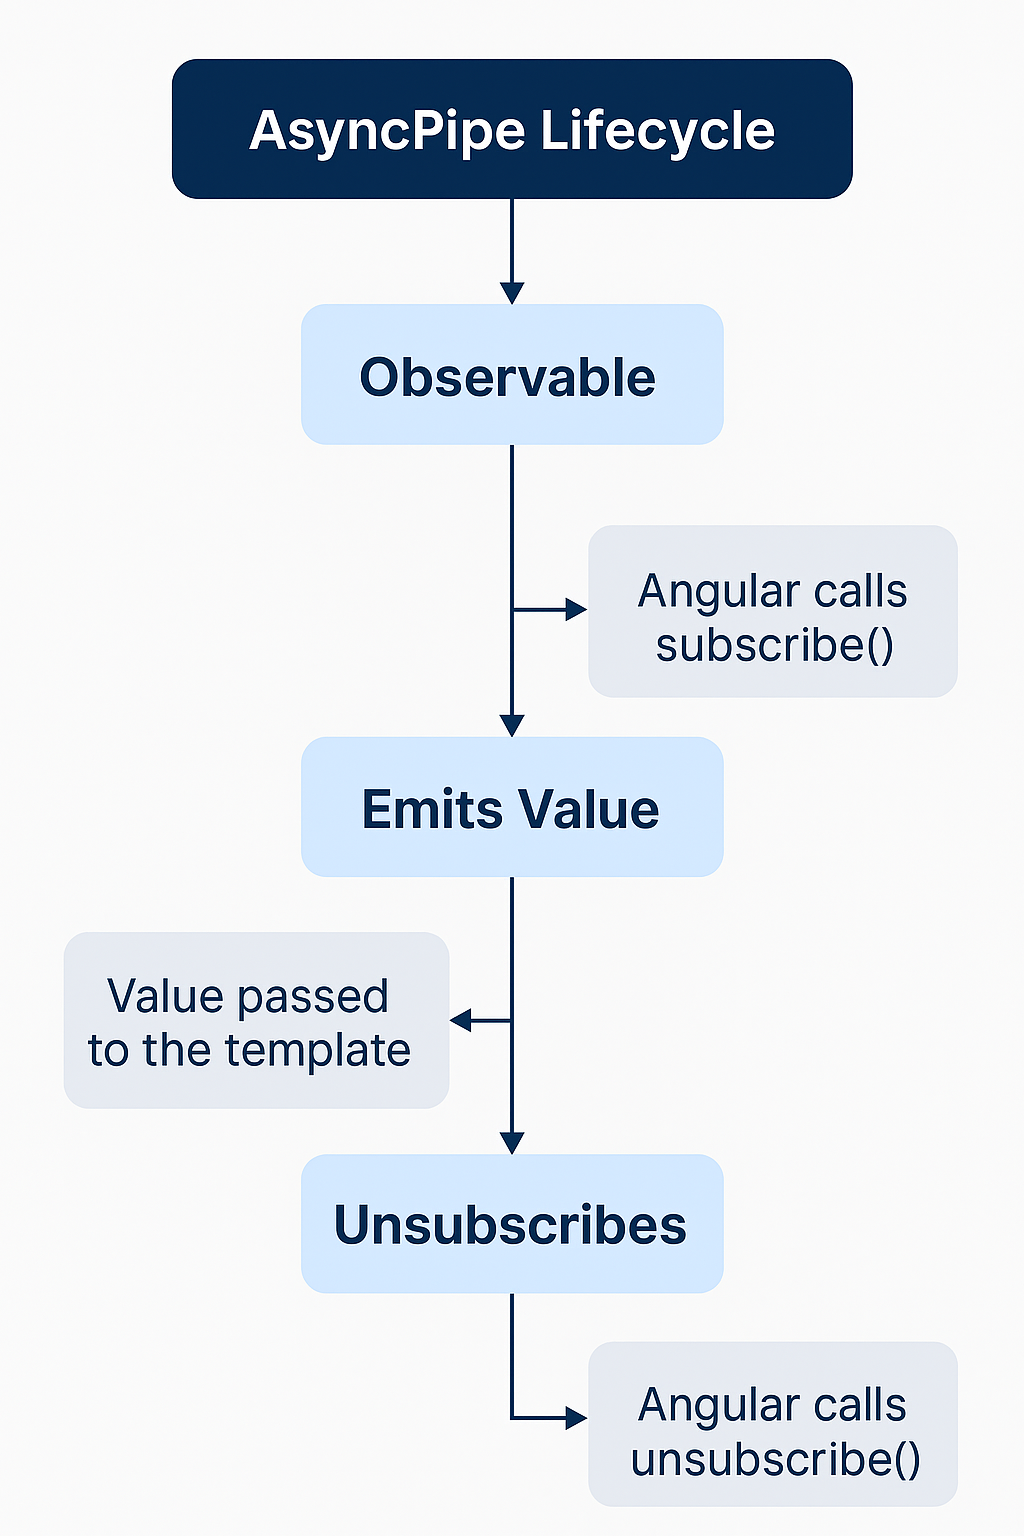 AsyncPipe Lifecycle
Observable
Angular calls
subscribe()
Emits Value
Value passed
to the template
Unsubscribes
Angular calls
unsubscribe()